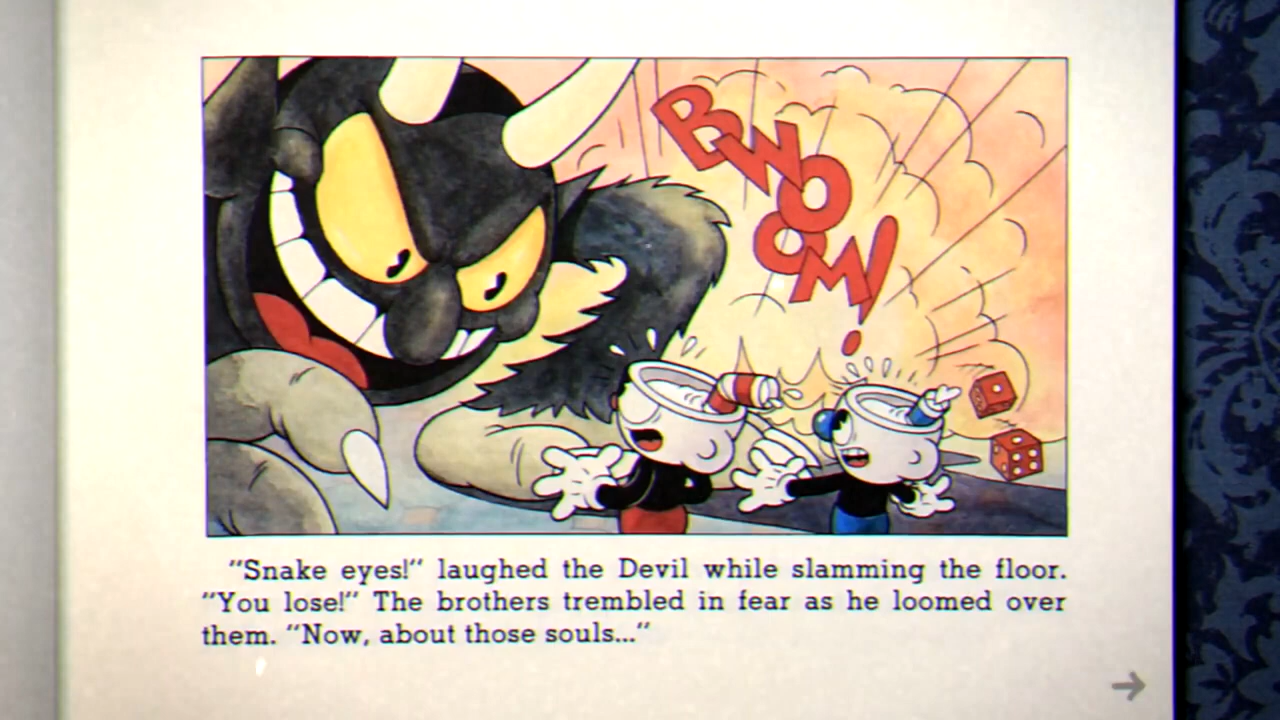 BWOOM!
"Snake eyes!" laughed the Devil while slamming the floor.
"You lose!" The brothers trembled in fear as he loomed over
them. "Now, about those souls..."